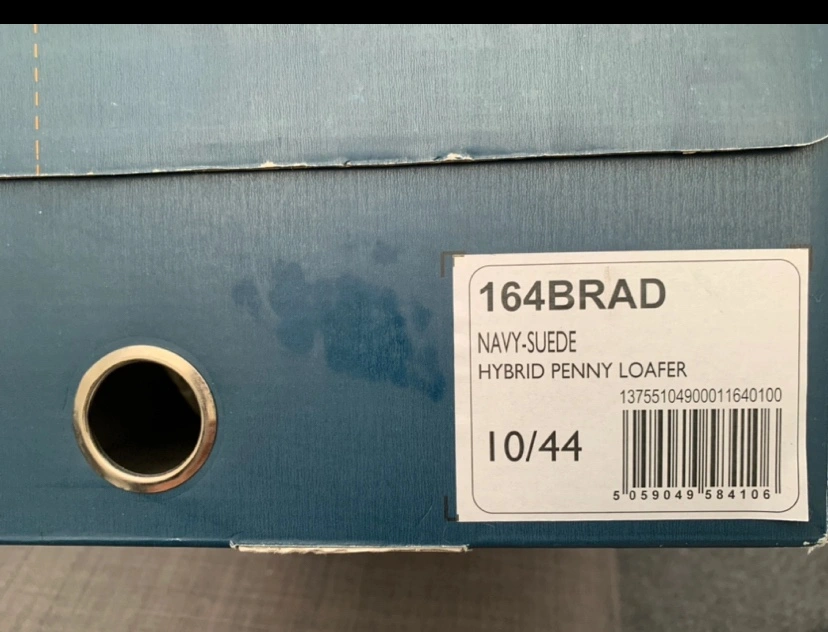 164BRAD
NAVY-SUEDE
HYBRID PENNY LOAFER
13755104900011640100
10/44
5 059049 584106